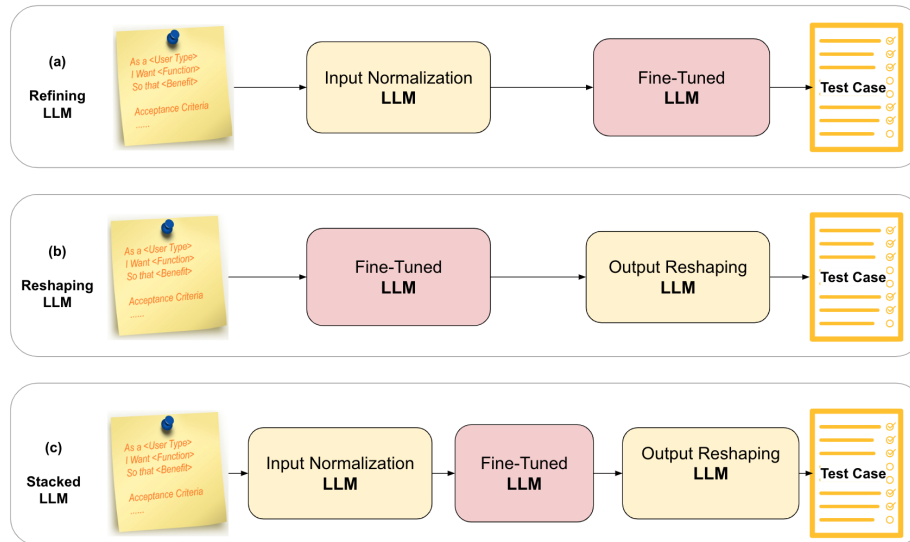 (a)
Refining
LLM
As a <User Type>
I Want <Function>
So that <Benefit>
Acceptance Criteria
......
Input Normalization
LLM
Fine-Tuned
LLM
Test Case
(b)
Reshaping
LLM
As a <User Type>
I Want <Function>
So that <Benefit>
Acceptance Criteria
......
Fine-Tuned
LLM
Output Reshaping
LLM
Test Case
(c)
Stacked
LLM
As a <User Type>
I Want <Function>
So that <Benefit>
Acceptance Criteria
......
Input Normalization
LLM
Fine-Tuned
LLM
Output Reshaping
LLM
Test Case